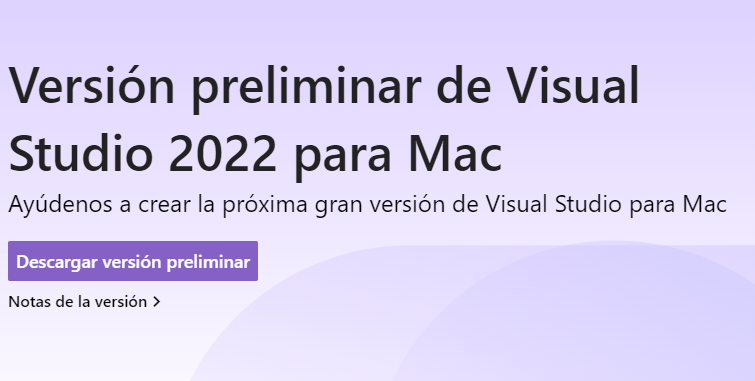 Versión preliminar de Visual
Studio 2022 para Mac
Ayúdenos a crear la próxima gran versión de Visual Studio para Mac
Descargar versión preliminar
Notas de la versión >